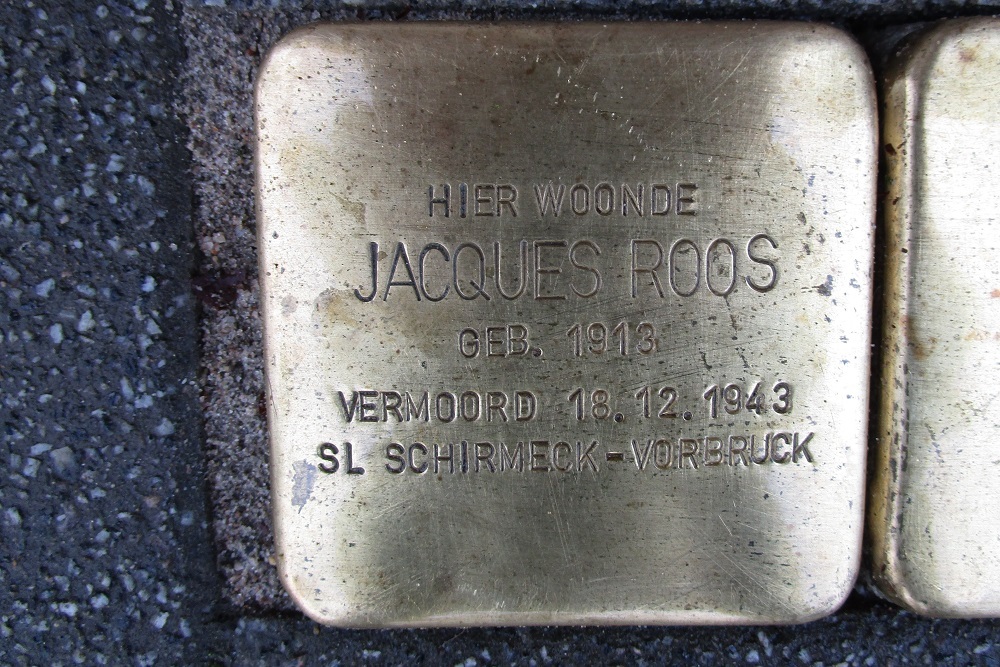 HIER WOONDE
JACQUES ROOS
GEB. 1913
VERMOORD 18.12.1943
SL SCHIRMECK-VORBRUCK